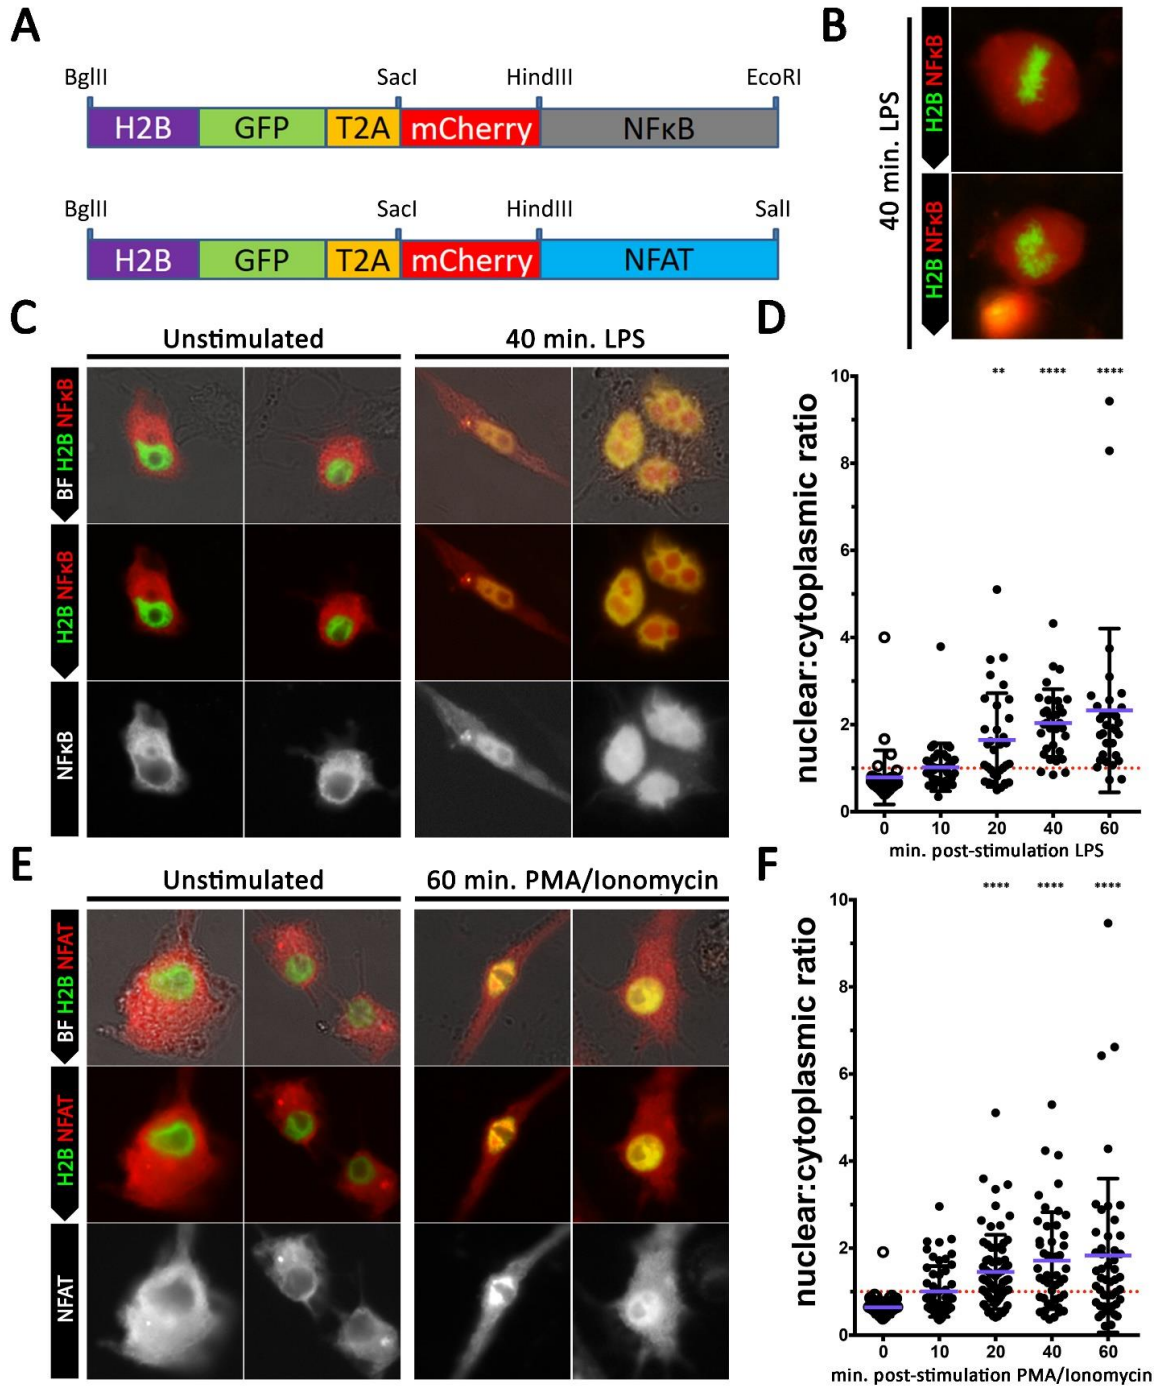 A
BglII SacI HindIII EcoRI
H2B GFP T2A mCherry NFκB
BglII SacI HindIII SalI
H2B GFP T2A mCherry NFAT
B
40 min. LPS
H2B NFκB
H2B NFκB
C
Unstimulated 40 min. LPS
BF H2B NFκB
H2B NFκB
NFκB
D
nuclear:cytoplasmic ratio
** **** ****
10
8
6
4
2
0
0 10 20 40 60
min. post-stimulation LPS
E
Unstimulated 60 min. PMA/Ionomycin
BF H2B NFAT
H2B NFAT
NFAT
F
nuclear:cytoplasmic ratio
**** **** ****
10
8
6
4
2
0
0 10 20 40 60
min. post-stimulation PMA/Ionomycin